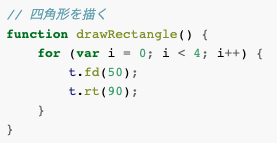 // 四角形を描く
function drawRectangle() {
    for (var i = 0; i < 4; i++) {
        t.fd(50);
        t.rt(90);
    }
}